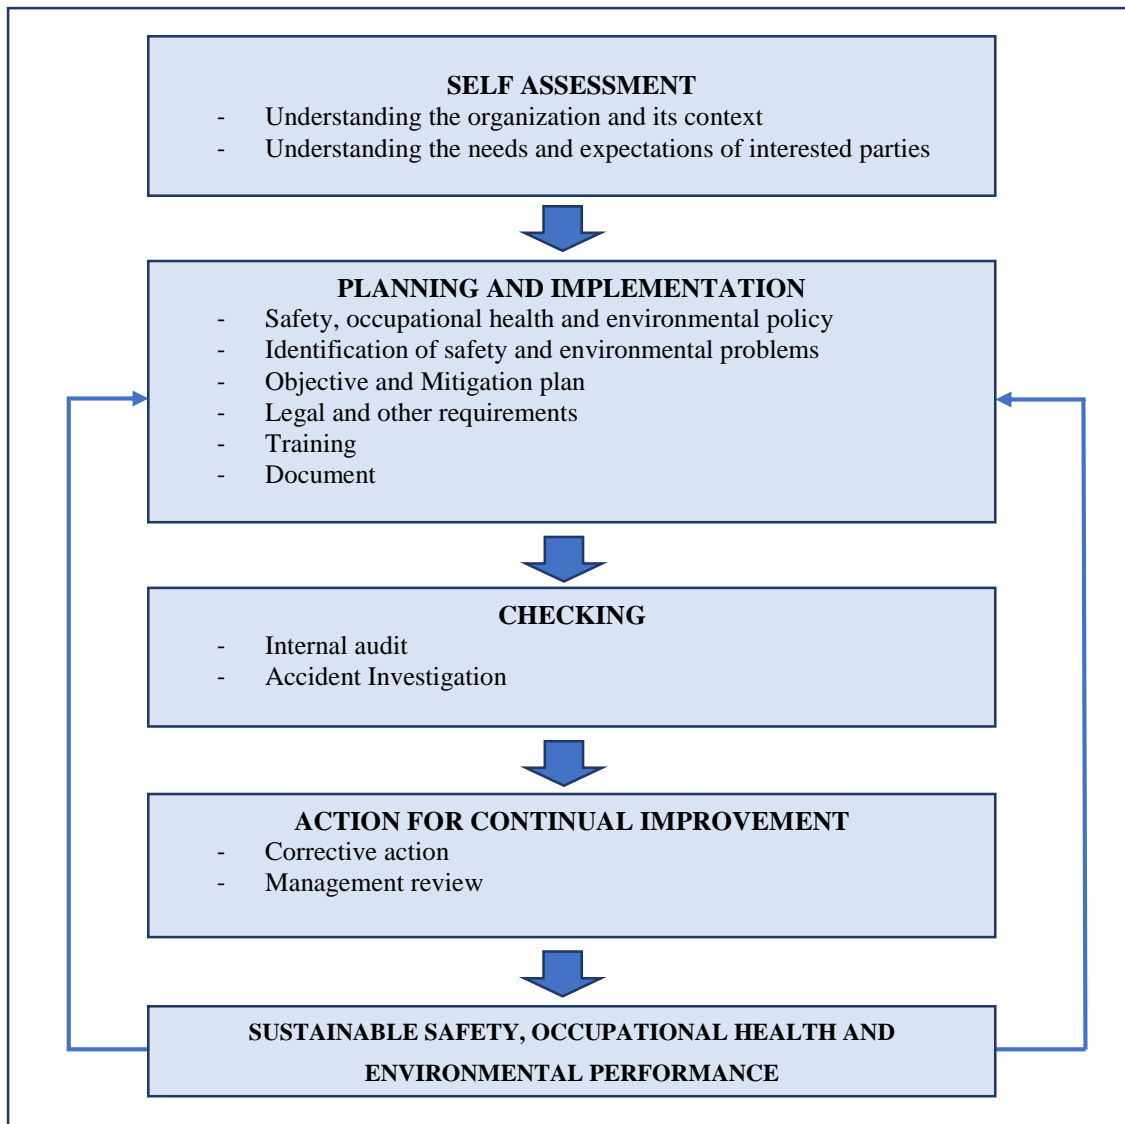 SELF ASSESSMENT
- Understanding the organization and its context
- Understanding the needs and expectations of interested parties
PLANNING AND IMPLEMENTATION
- Safety, occupational health and environmental policy
- Identification of safety and environmental problems
- Objective and Mitigation plan
- Legal and other requirements
- Training
- Document
CHECKING
- Internal audit
- Accident Investigation
ACTION FOR CONTINUAL IMPROVEMENT
- Corrective action
- Management review
SUSTAINABLE SAFETY, OCCUPATIONAL HEALTH AND
ENVIRONMENTAL PERFORMANCE